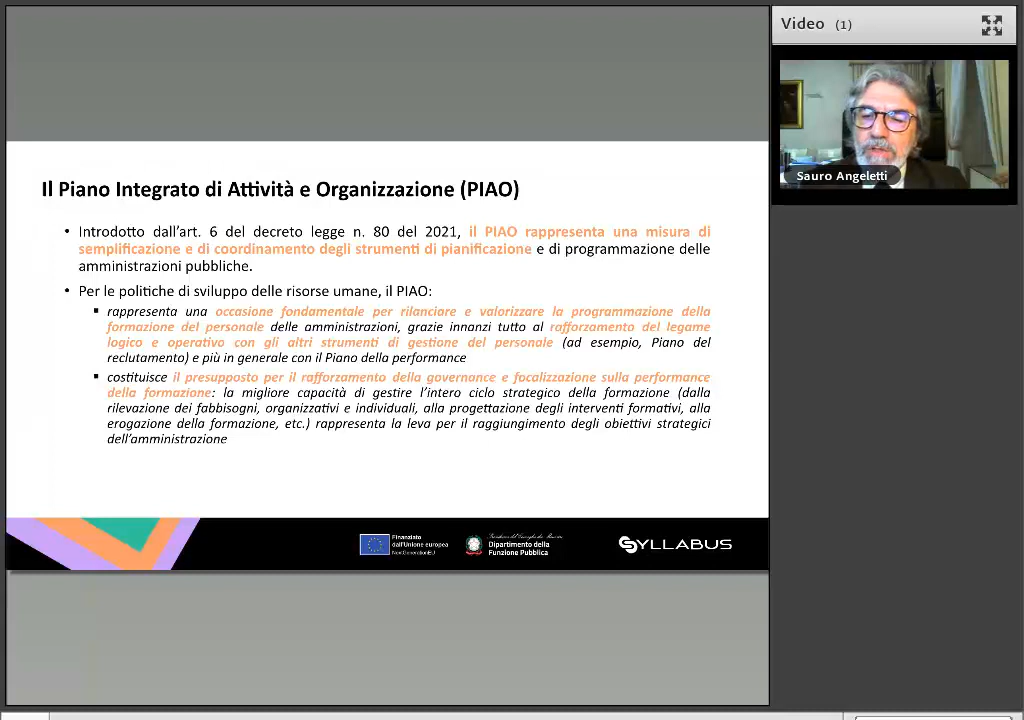 Video (1)
Sauro Angeletti
Il Piano Integrato di Attività e Organizzazione (PIAO)
• Introdotto dall'art. 6 del decreto legge n. 80 del 2021, il PIAO rappresenta una misura di
semplificazione e di coordinamento degli strumenti di pianificazione e di programmazione delle
amministrazioni pubbliche.
• Per le politiche di sviluppo delle risorse umane, il PIAO:
▪ rappresenta una occasione fondamentale per rilanciare e valorizzare la programmazione della
formazione del personale delle amministrazioni, grazie innanzi tutto al rafforzamento del legame
logico e operativo con gli altri strumenti di gestione del personale (ad esempio, Piano del
reclutamento) e più in generale con il Piano della performance
▪ costituisce il presupposto per il rafforzamento della governance e focalizzazione sulla performance
della formazione: la migliore capacità di gestire l'intero ciclo strategico della formazione (dalla
rilevazione dei fabbisogni, organizzativi e individuali, alla progettazione degli interventi formativi, alla
erogazione della formazione, etc.) rappresenta la leva per il raggiungimento degli obiettivi strategici
dell'amministrazione
Finanziato
dall'Unione europea
NextGenerationEU
Dipartimento della
Funzione Pubblica
SYLLABUS